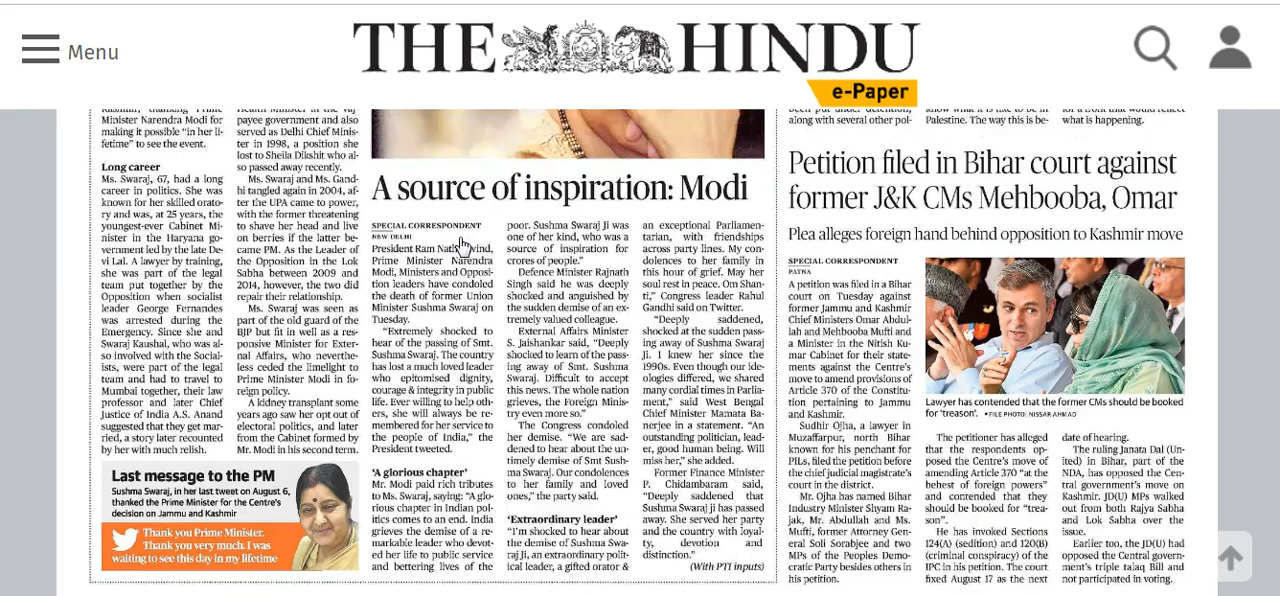 Menu
THE HINDU
e-Paper
Kashmir, thanking Prime
Minister Narendra Modi for
making it possible "in her li-
fetime" to see the event.
Long career
Ms. Swaraj, 67, had a long
career in politics. She was
known for her skilled orato-
ry and was, at 25 years, the
youngest-ever Cabinet Mi-
nister in the Haryana go-
vernment led by the late De-
vi Lal. A lawyer by training,
she was part of the legal
team put together by the
Opposition when socialist
leader George Fernandes
was arrested during the
Emergency. Since she and
Swaraj Kaushal, who was al-
so involved with the Social-
ists, were part of the legal
team and had to travel to
Mumbai together, their law
professor and later Chief
Justice of India A.S. Anand
suggested that they get mar-
ried, a story later recounted
by her with much relish.
Health Minister in the Vaj-
payee government and also
served as Delhi Chief Minis-
ter in 1998, a position she
lost to Sheila Dikshit who al-
so passed away recently.
Ms. Swaraj and Ms. Gand-
hi tangled again in 2004, af-
ter the UPA came to power,
with the former threatening
to shave her head and live
on berries if the latter be-
came PM. As the Leader of
the Opposition in the Lok
Sabha between 2009 and
2014, however, the two did
repair their relationship.
Ms. Swaraj was seen as
part of the old guard of the
BJP but fit in well as a res-
ponsive Minister for Exter-
nal Affairs, who neverthe-
less ceded the limelight to
Prime Minister Modi in fo-
reign policy.
A kidney transplant some
years ago saw her opt out of
electoral politics, and later
from the Cabinet formed by
Mr. Modi in his second term.
Last message to the PM
Sushma Swaraj, in her last tweet on August 6,
thanked the Prime Minister for the Centre's
decision on Jammu and Kashmir
Thank you Prime Minister.
Thank you very much. I was
waiting to see this day in my lifetime
A source of inspiration: Modi
SPECIAL CORRESPONDENT
NEW DELHI
President Ram Nath Kovind,
Prime Minister Narendra
Modi, Ministers and Opposi-
tion leaders have condoled
the death of former Union
Minister Sushma Swaraj on
Tuesday.
"Extremely shocked to
hear of the passing of Smt.
Sushma Swaraj. The country
has lost a much loved leader
who epitomised dignity,
courage & integrity in public
life. Ever willing to help oth-
ers, she will always be re-
membered for her service to
the people of India," the
President tweeted.
'A glorious chapter'
Mr. Modi paid rich tributes
to Ms. Swaraj, saying: "A glo-
rious chapter in Indian pol-
itics comes to an end. India
grieves the demise of a re-
markable leader who devot-
ed her life to public service
and bettering lives of the
poor. Sushma Swaraj Ji was
one of her kind, who was a
source of inspiration for
crores of people."
Defence Minister Rajnath
Singh said he was deeply
shocked and anguished by
the sudden demise of an ex-
tremely valued colleague.
External Affairs Minister
S. Jaishankar said, "Deeply
shocked to learn of the pass-
ing away of Smt. Sushma
Swaraj. Difficult to accept
this news. The whole nation
grieves, the Foreign Minis-
try even more so."
The Congress condoled
her demise. "We are sad-
dened to hear about the un-
timely demise of Smt Sush-
ma Swaraj. Our condolences
to her family and loved
ones," the party said.
'Extraordinary leader'
"I'm shocked to hear about
the demise of Sushma Swa-
raj Ji, an extraordinary polit-
ical leader, a gifted orator &
an exceptional Parliamen-
tarian, with friendships
across party lines. My con-
dolences to her family in
this hour of grief. May her
soul rest in peace. Om Shan-
ti," Congress leader Rahul
Gandhi said on Twitter.
"Deeply saddened,
shocked at the sudden pass-
ing away of Sushma Swaraj
Ji. I knew her since the
1990s. Even though our ide-
ologies differed, we shared
many cordial times in Parlia-
ment," said West Bengal
Chief Minister Mamata Ba-
nerjee in a statement. "An
outstanding politician, lead-
er, good human being. Will
miss her," she added.
Former Finance Minister
P. Chidambaram said,
"Deeply saddened that
Sushma Swaraj ji has passed
away. She served her party
and the country with loyal-
ty, devotion and
distinction."
(With PTI inputs)
been put under detention,
along with several other pol-
know what it is like to be in
Palestine. The way this is be-
for a front that would reflect
what is happening.
Petition filed in Bihar court against
former J&K CMs Mehbooba, Omar
Plea alleges foreign hand behind opposition to Kashmir move
SPECIAL CORRESPONDENT
PATNA
A petition was filed in a Bihar
court on Tuesday against
former Jammu and Kashmir
Chief Ministers Omar Abdul-
lah and Mehbooba Mufti and
a Minister in the Nitish Ku-
mar Cabinet for their state-
ments against the Centre's
move to amend provisions of
Article 370 of the Constitu-
tion pertaining to Jammu
and Kashmir.
Sudhir Ojha, a lawyer in
Muzaffarpur, north Bihar
known for his penchant for
PILs, filed the petition before
the chief judicial magistrate's
court in the district.
Mr. Ojha has named Bihar
Industry Minister Shyam Ra-
jak, Mr. Abdullah and Ms.
Mufti, former Attorney Gener-
al Soli Sorabjee and two
MPs of the Peoples Demo-
cratic Party besides others in
his petition.
Lawyer has contended that the former CMs should be booked
for 'treason'. • FILE PHOTO: NISSAR AHMAD
The petitioner has alleged
that the respondents op-
posed the Centre's move of
amending Article 370 "at the
behest of foreign powers"
and contended that they
should be booked for "trea-
son".
He has invoked Sections
124(A) (sedition) and 120(B)
(criminal conspiracy) of the
IPC in his petition. The court
fixed August 17 as the next
date of hearing.
The ruling Janata Dal (Un-
ited) in Bihar, part of the
NDA, has opposed the Cen-
tral government's move on
Kashmir. JD(U) MPs walked
out from both Rajya Sabha
and Lok Sabha over the
issue.
Earlier too, the JD(U) had
opposed the Central govern-
ment's triple talaq Bill and
not participated in voting.